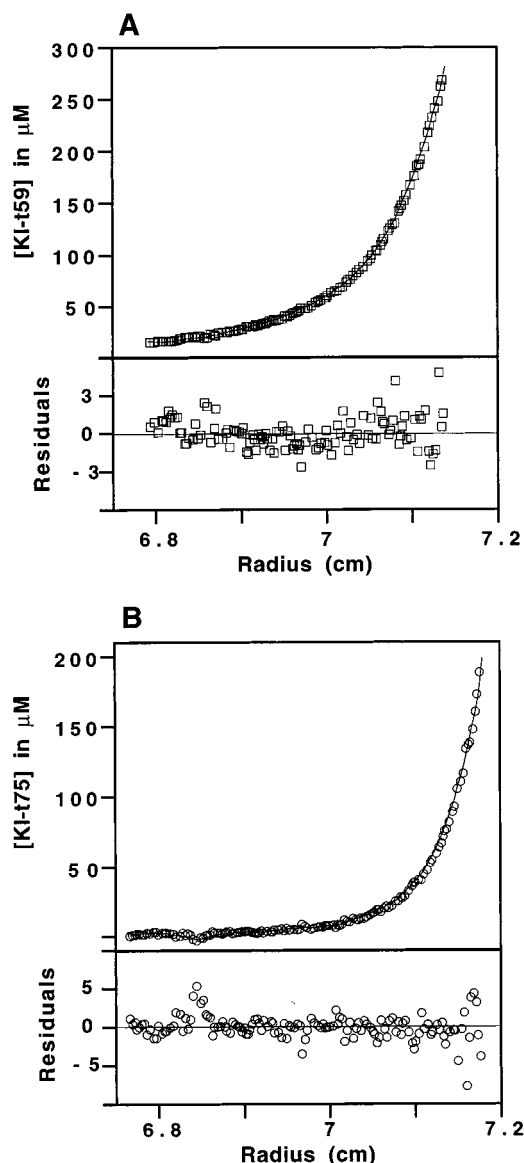 A
300
250
200
150
100
50
[KI-t59] in μM
3
0
- 3
Residuals
6.8 7 7.2
Radius (cm)
B
200
150
100
50
[KI-t75] in μM
5
0
- 5
Residuals
6.8 7 7.2
Radius (cm)